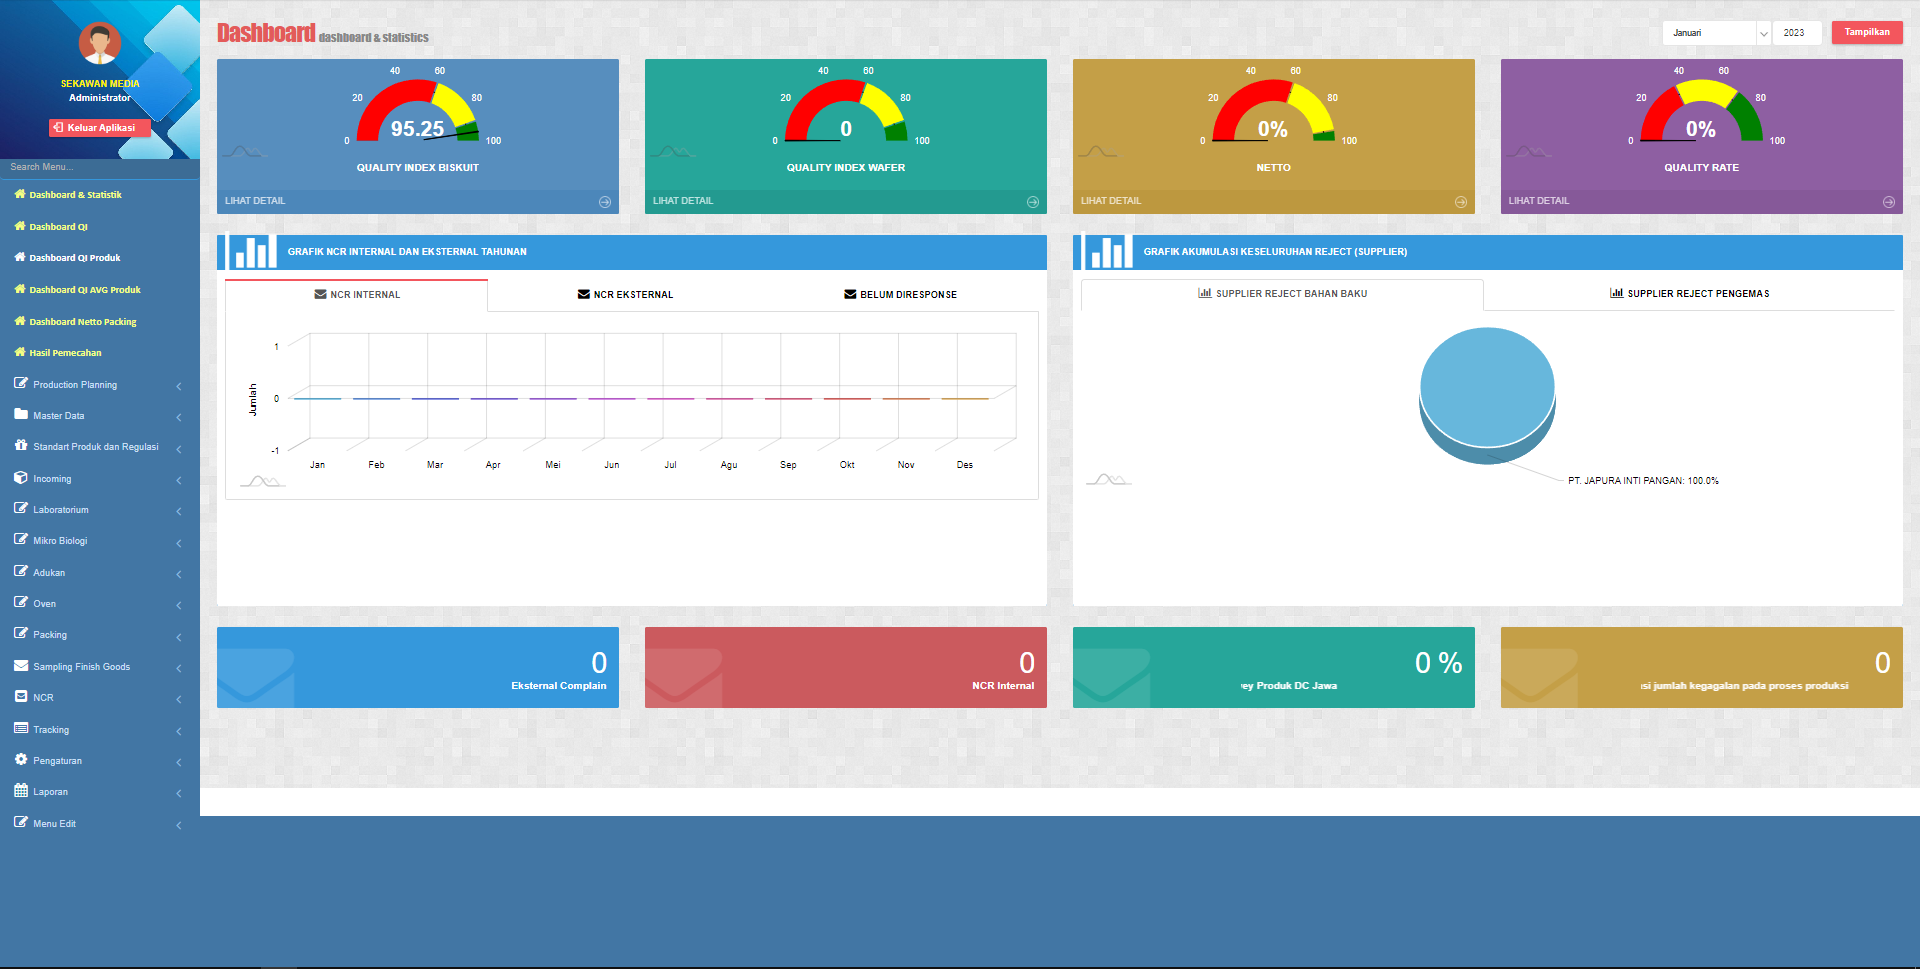 SEKAWAN MEDIA
Administrator
Keluar Aplikasi
Search Menu...
Dashboard & Statistik
Dashboard QI
Dashboard QI Produk
Dashboard QI AVG Produk
Dashboard Netto Packing
Hasil Pemecahan
Production Planning
Master Data
Standart Produk dan Regulasi
Incoming
Laboratorium
Mikro Biologi
Adukan
Oven
Packing
Sampling Finish Goods
NCR
Tracking
Pengaturan
Laporan
Menu Edit
Dashboard dashboard & statistics
Januari 2023 Tampilkan
0 20 40 60 80 100
95.25
QUALITY INDEX BISKUIT
LIHAT DETAIL
0 20 40 60 80 100
0
QUALITY INDEX WAFER
LIHAT DETAIL
0 20 40 60 80 100
0%
NETTO
LIHAT DETAIL
0 20 40 60 80 100
0%
QUALITY RATE
LIHAT DETAIL
GRAFIK NCR INTERNAL DAN EKSTERNAL TAHUNAN
NCR INTERNAL NCR EKSTERNAL BELUM DIRESPONSE
Jumlah
1
0
-1
Jan Feb Mar Apr Mei Jun Jul Agu Sep Okt Nov Des
GRAFIK AKUMULASI KESELURUHAN REJECT (SUPPLIER)
SUPPLIER REJECT BAHAN BAKU SUPPLIER REJECT PENGEMAS
PT. JAPURA INTI PANGAN: 100.0%
0
Eksternal Complain
0
NCR Internal
0 %
ey Produk DC Jawa
0
si jumlah kegagalan pada proses produksi